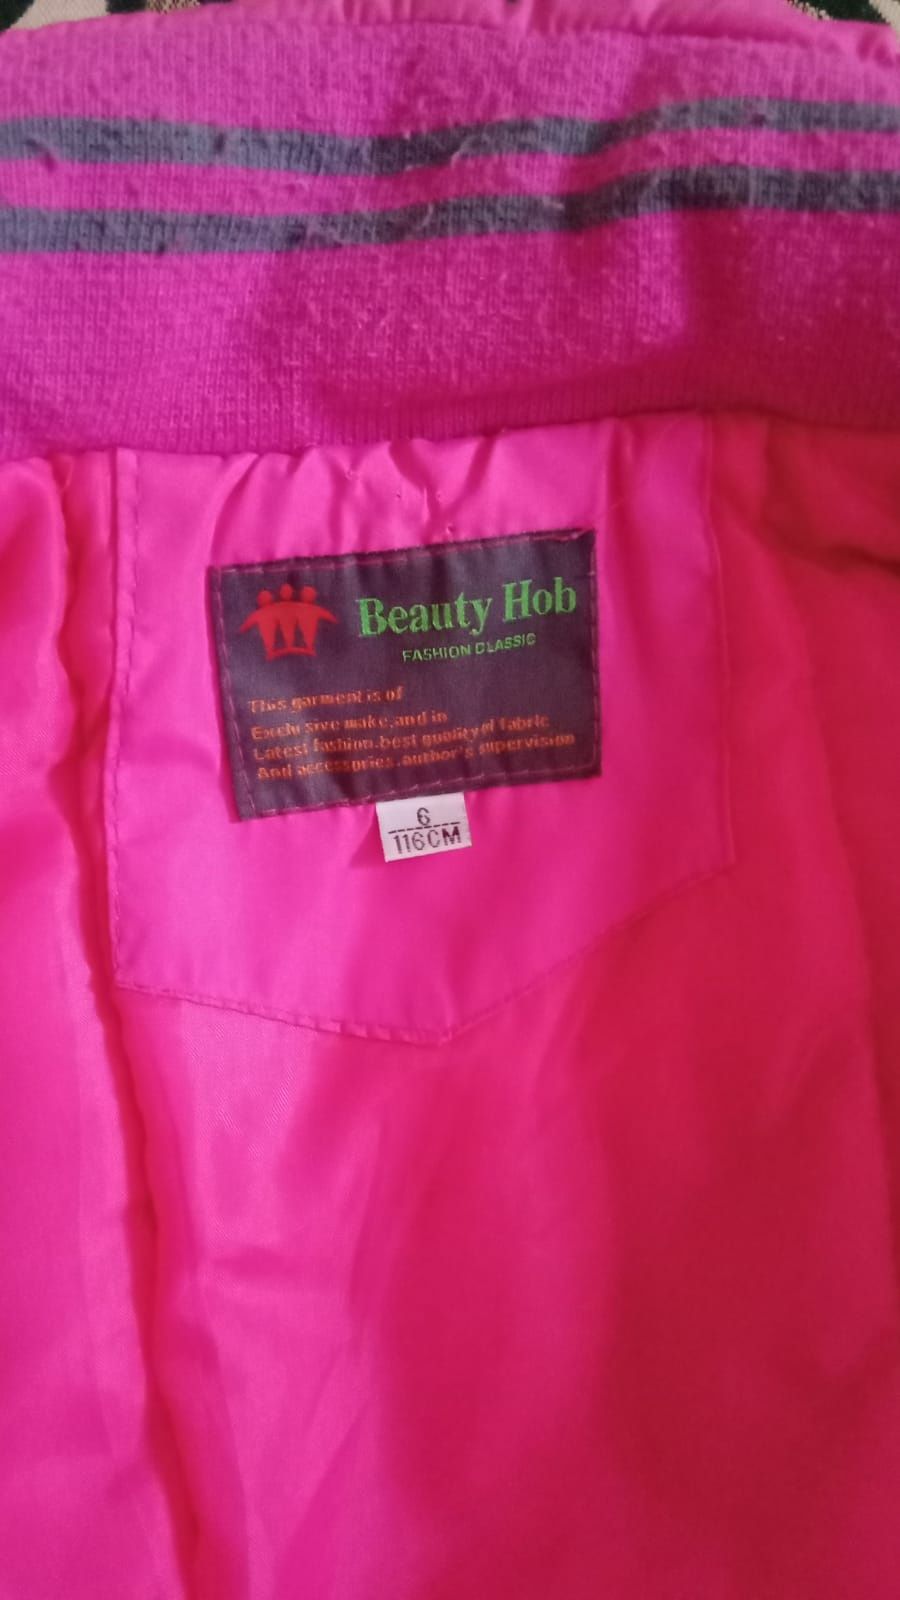 Beauty Hob
FASHION CLASSIC
This garment is of
Exclu sive make,and in
Latest fashion.best quality of fabric
And accessories.author's supervision
6
116CM